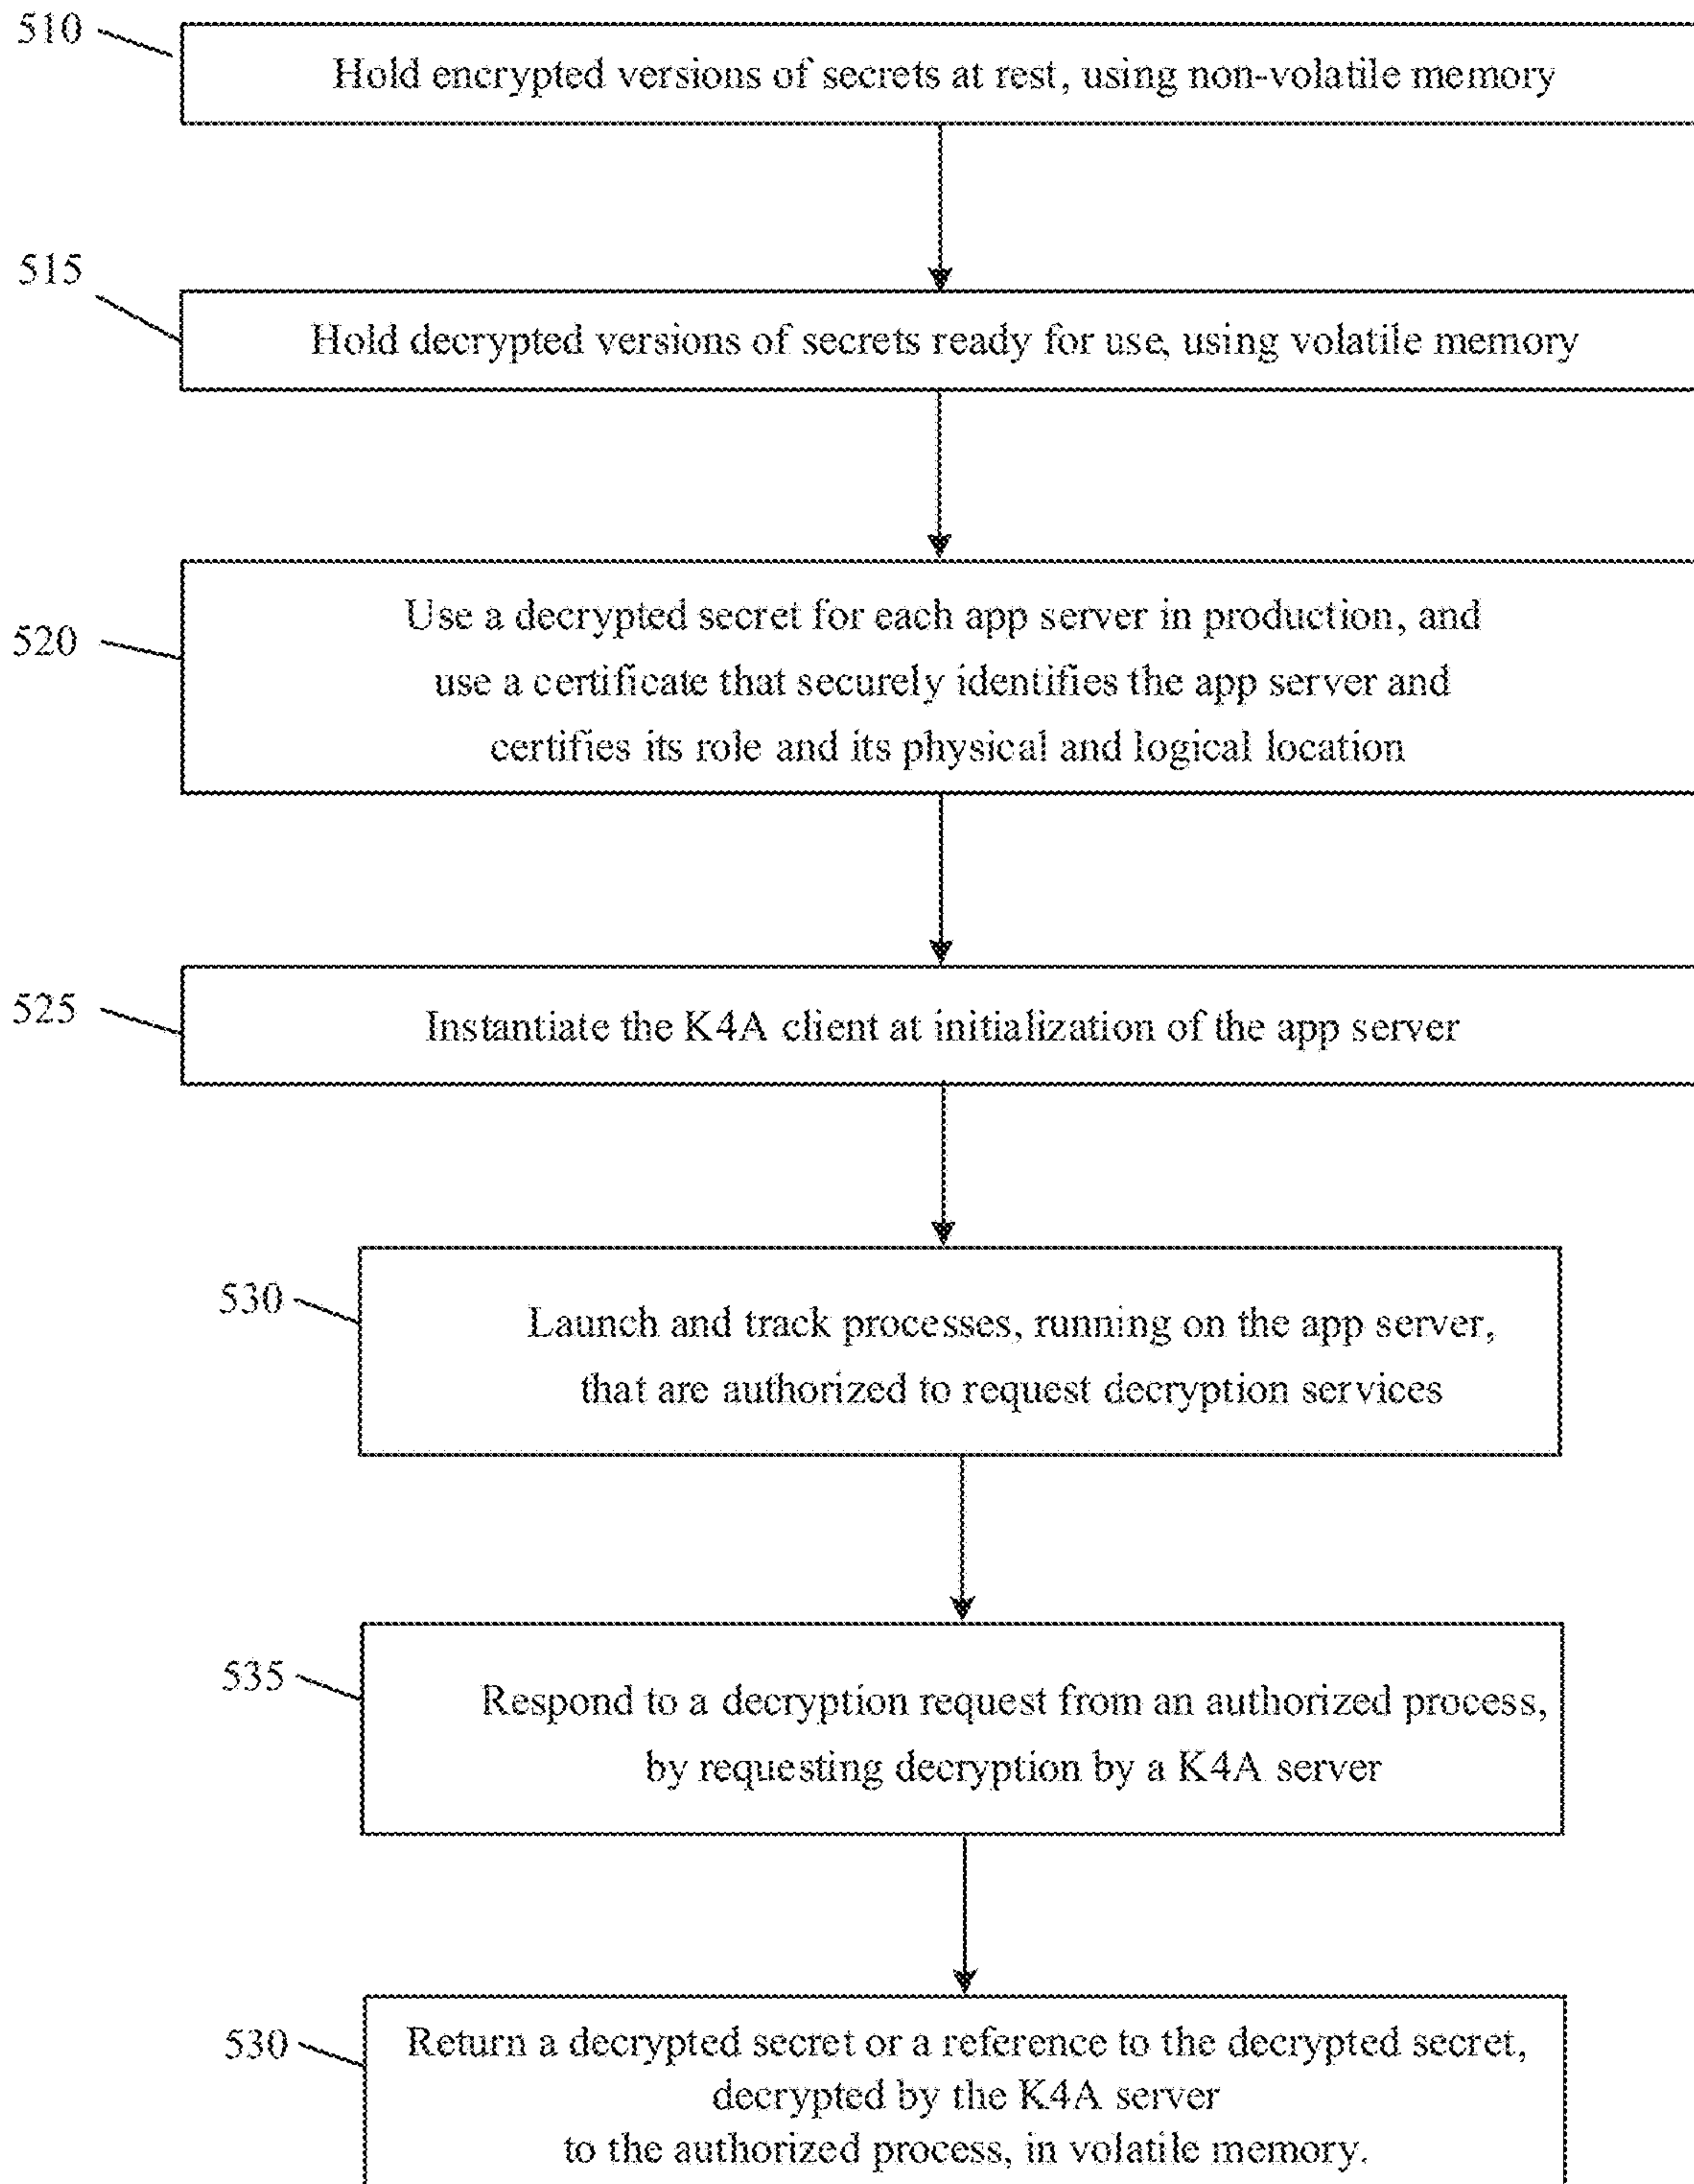 510
Hold encrypted versions of secrets at rest, using non-volatile memory
515
Hold decrypted versions of secrets ready for use, using volatile memory
520
Use a decrypted secret for each app server in production, and
use a certificate that securely identifies the app server and
certifies its role and its physical and logical location
525
Instantiate the K4A client at initialization of the app server
530
Launch and track processes, running on the app server,
that are authorized to request decryption services
535
Respond to a decryption request from an authorized process,
by requesting decryption by a K4A server
530
Return a decrypted secret or a reference to the decrypted secret,
decrypted by the K4A server
to the authorized process, in volatile memory.